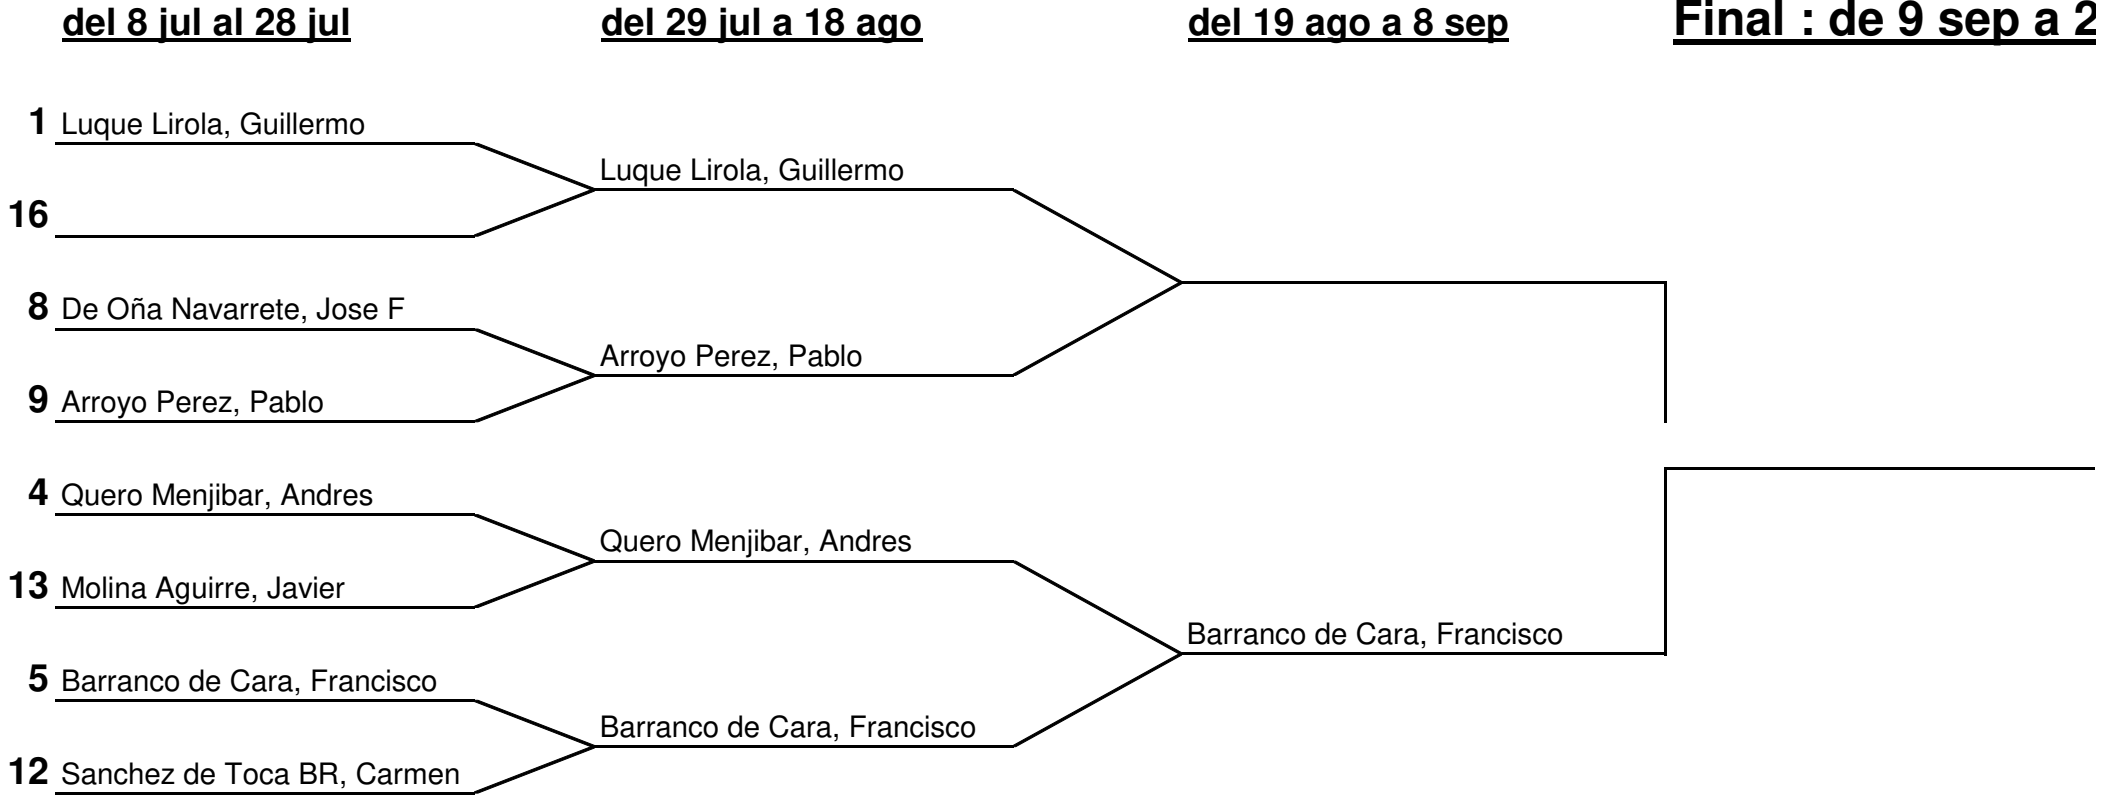 del 8 jul al 28 jul
del 29 jul a 18 ago
del 19 ago a 8 sep
Final : de 9 sep a 2
1 Luque Lirola, Guillermo
Luque Lirola, Guillermo
16
8 De Oña Navarrete, Jose F
Arroyo Perez, Pablo
9 Arroyo Perez, Pablo
4 Quero Menjibar, Andres
Quero Menjibar, Andres
13 Molina Aguirre, Javier
Barranco de Cara, Francisco
5 Barranco de Cara, Francisco
Barranco de Cara, Francisco
12 Sanchez de Toca BR, Carmen